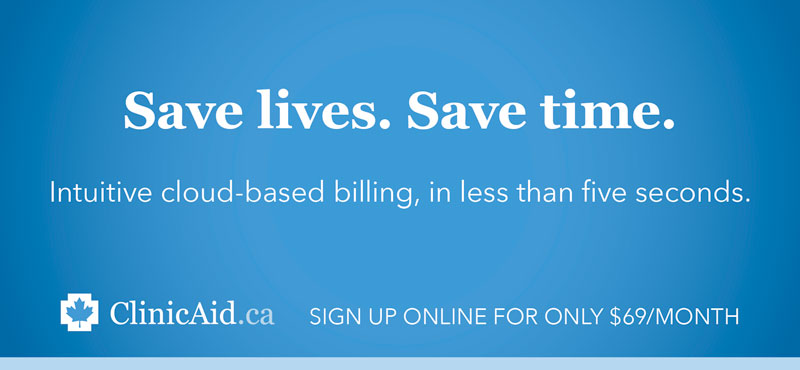 Save lives. Save time.
Intuitive cloud-based billing, in less than five seconds.
ClinicAid.ca SIGN UP ONLINE FOR ONLY $69/MONTH